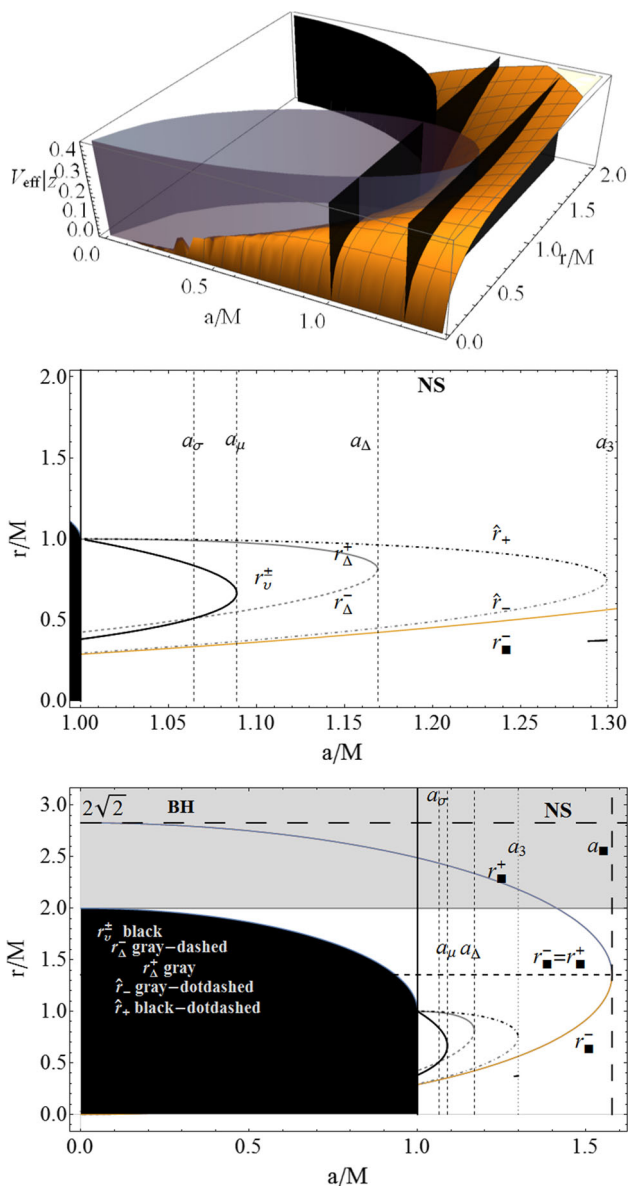 0.4
0.3
V_eff|z
0.2
0.1
0.0
0.0
0.5
a/M
1.0
0.0
0.5
1.0
r/M
1.5
2.0
2.0
NS
1.5
a_σ
a_μ
a_Δ
a_3
r/M
1.0
r̂_+
r_υ^±
r_Δ^+
r_Δ^-
r̂_-
0.5
r_■^-
0.0
1.00
1.05
1.10
1.15
1.20
1.25
1.30
a/M
3.0
2√2
BH
a_σ
NS
2.5
a_3
a_■
r_■^+
2.0
r_υ^± black
r_Δ^- gray–dashed
r_Δ^+ gray
r̂_- gray–dotdashed
r̂_+ black–dotdashed
r/M
1.5
a_μ
a_Δ
r_■^-=r_■^+
1.0
r_■^-
0.5
0.0
0.0
0.5
1.0
1.5
a/M